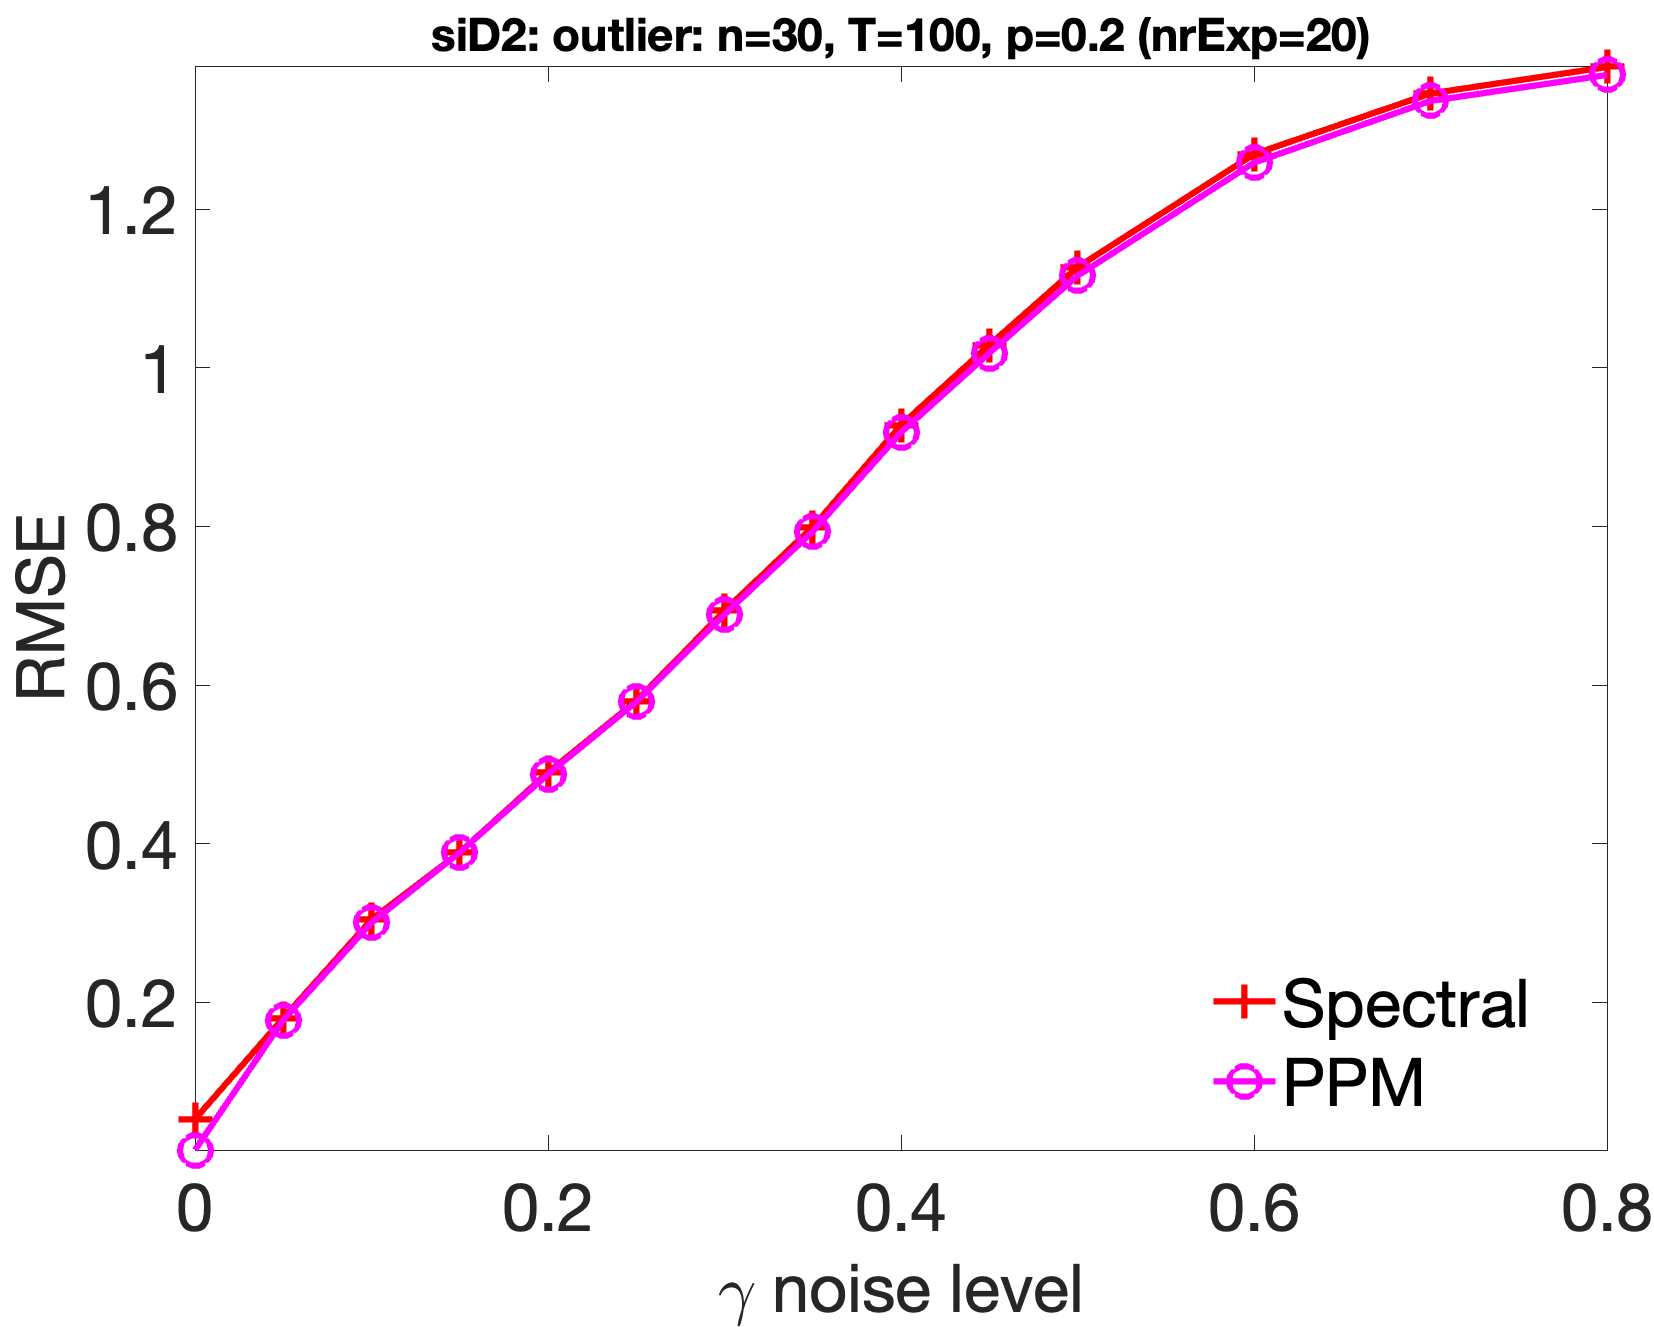 siD2: outlier: n=30, T=100, p=0.2 (nrExp=20)
RMSE
1.2
1
0.8
0.6
0.4
0.2
Spectral
PPM
0 0.2 0.4 0.6 0.8
γ noise level